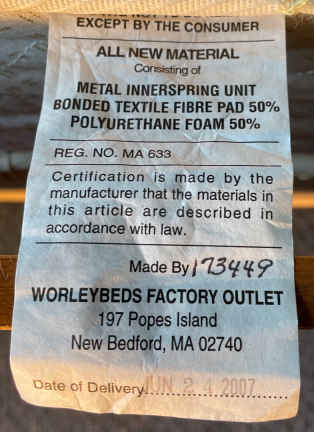 EXCEPT BY THE CONSUMER
ALL NEW MATERIAL
Consisting of
METAL INNERSPRING UNIT
BONDED TEXTILE FIBRE PAD 50%
POLYURETHANE FOAM 50%
REG. NO. MA 633
Certification is made by the
manufacturer that the materials in
this article are described in
accordance with law.
Made By 173449
WORLEYBEDS FACTORY OUTLET
197 Popes Island
New Bedford, MA 02740
Date of Delivery JUN 24 2007